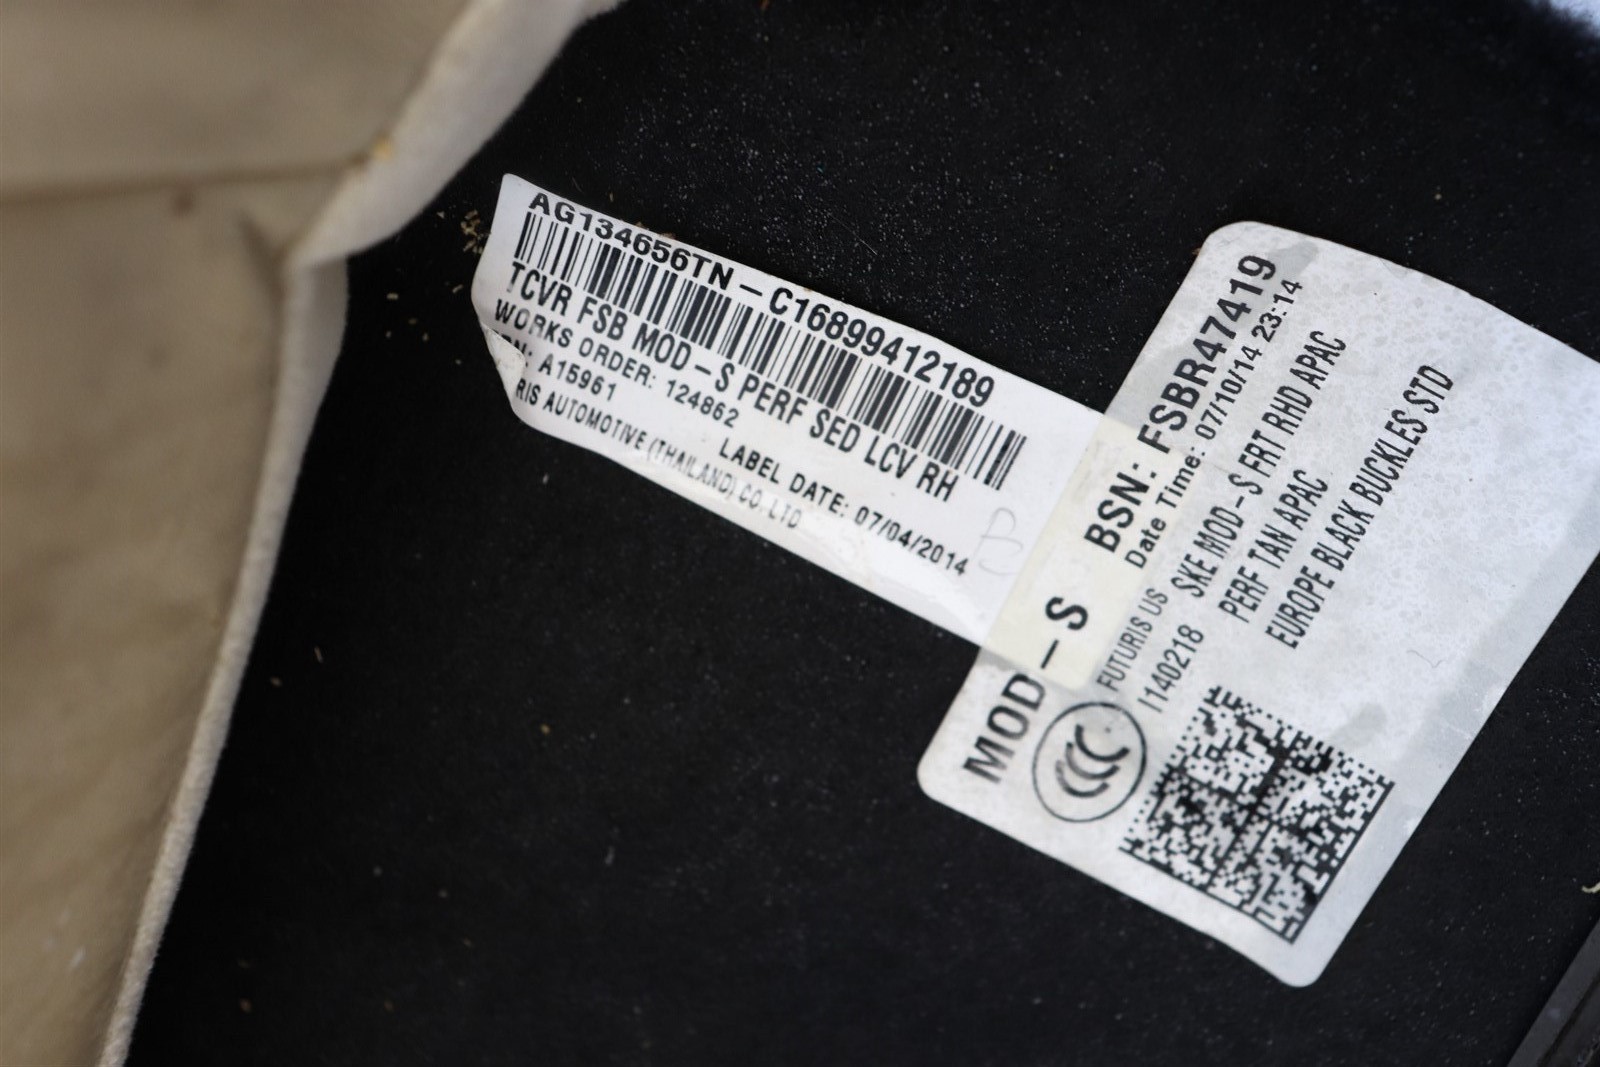 AG134656TN - C16899412189
TCVR FSB MOD-S PERF SED LCV RH
WORKS ORDER: 124862
A15961
LABEL DATE: 07/04/2014
RIS AUTOMOTIVE (THAILAND) CO. LTD
MOD-S BSN: FSBR47419
Date Time: 07/10/14 23:14
FUTURIS US
1140218 SKE MOD-S FRT RHD APAC
PERF TAN APAC
EUROPE BLACK BUCKLES STD
CCC